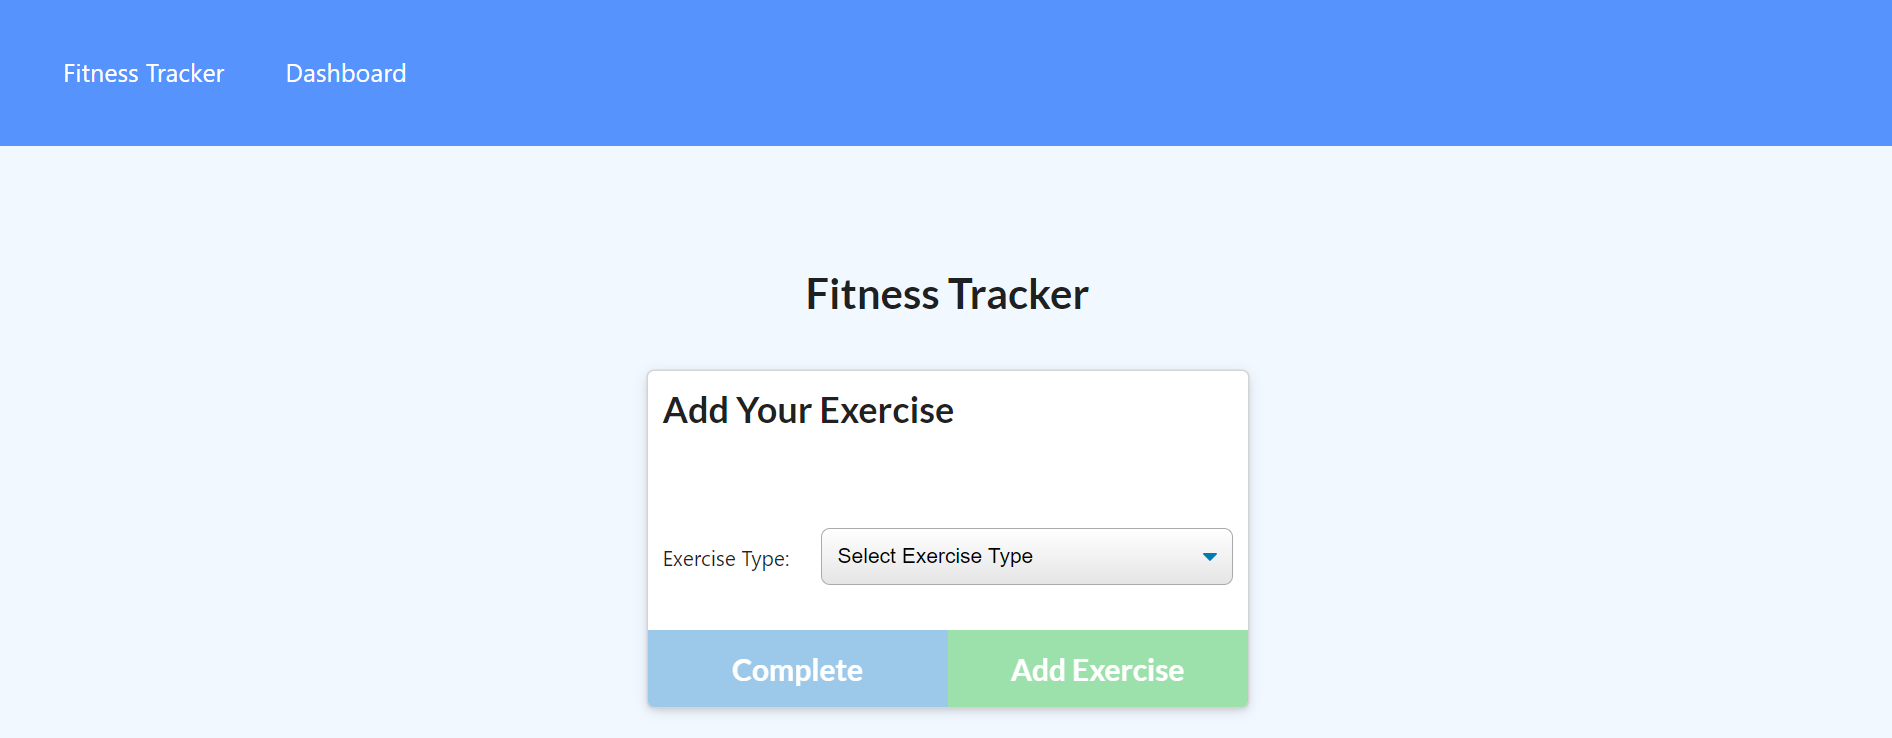 Fitness Tracker Dashboard
Fitness Tracker
Add Your Exercise
Exercise Type: Select Exercise Type
Complete Add Exercise